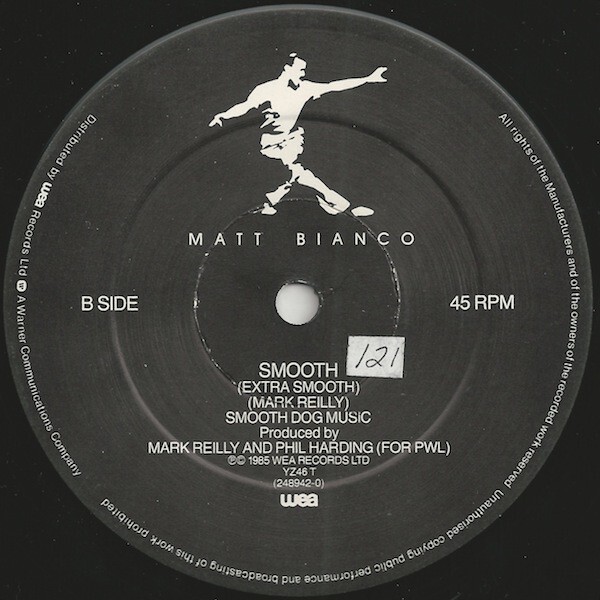 MATT BIANCO
B SIDE
45 RPM
121
SMOOTH
(EXTRA SMOOTH)
(MARK REILLY)
SMOOTH DOG MUSIC
Produced by
MARK REILLY AND PHIL HARDING (FOR PWL)
℗© 1985 WEA RECORDS LTD
YZ46 T
(248942-0)
wea
All rights of the Manufacturers and of the owners of the recorded work reserved Unauthorised copying public performance and broadcasting of this work prohibited
Distributed by wea Records Ltd W A Warner Communications Company